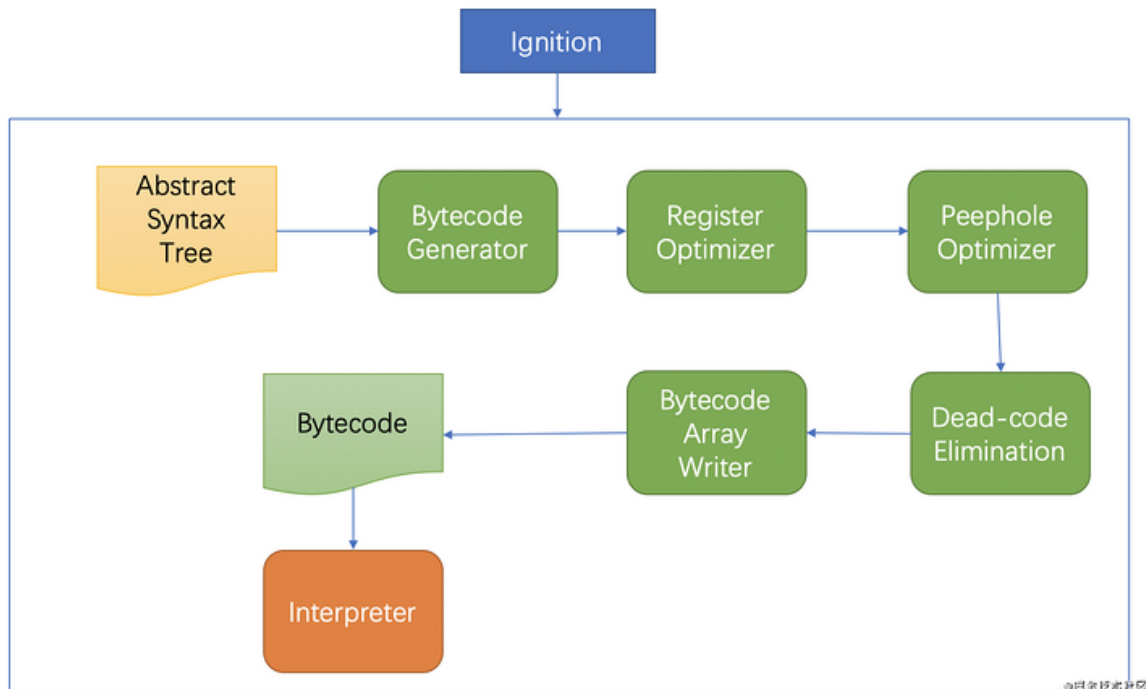 Ignition
Abstract
Syntax
Tree
Bytecode
Generator
Register
Optimizer
Peephole
Optimizer
Bytecode
Bytecode
Array
Writer
Dead-code
Elimination
Interpreter